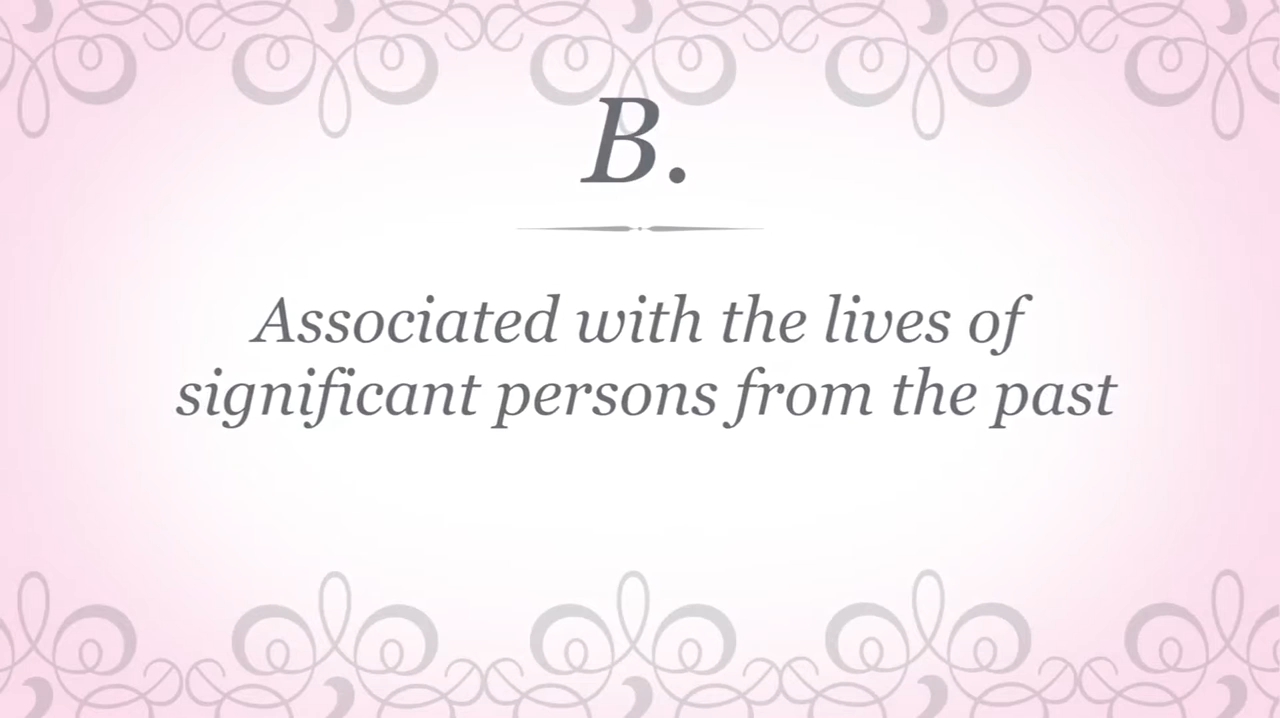 B.
Associated with the lives of
significant persons from the past